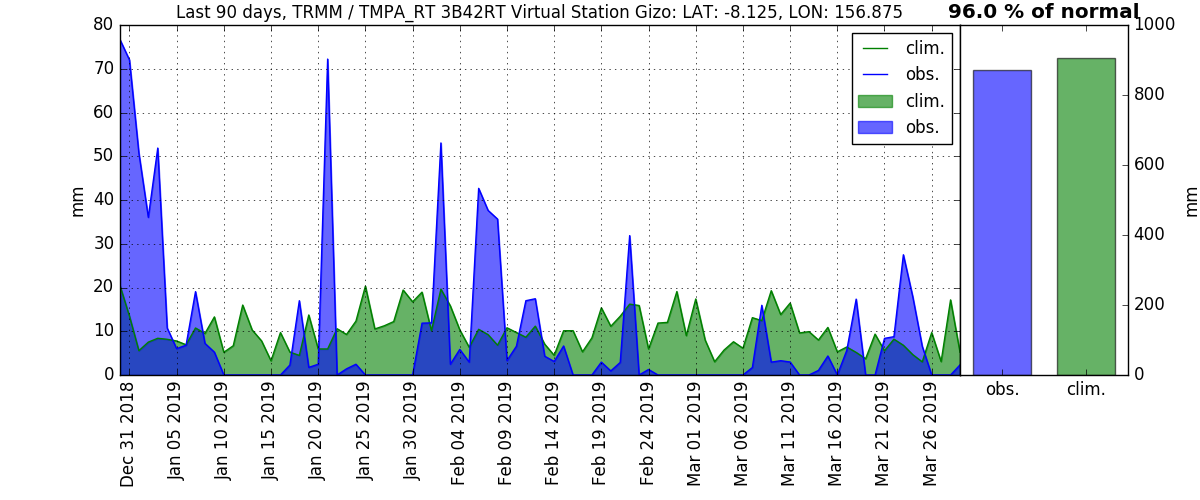 Last 90 days, TRMM / TMPA_RT 3B42RT Virtual Station Gizo: LAT: -8.125, LON: 156.875
96.0 % of normal
80
70
60
50
40
30
20
10
0
mm
clim.
obs.
clim.
obs.
Dec 31 2018
Jan 05 2019
Jan 10 2019
Jan 15 2019
Jan 20 2019
Jan 25 2019
Jan 30 2019
Feb 04 2019
Feb 09 2019
Feb 14 2019
Feb 19 2019
Feb 24 2019
Mar 01 2019
Mar 06 2019
Mar 11 2019
Mar 16 2019
Mar 21 2019
Mar 26 2019
1000
800
600
400
200
0
mm
obs.
clim.